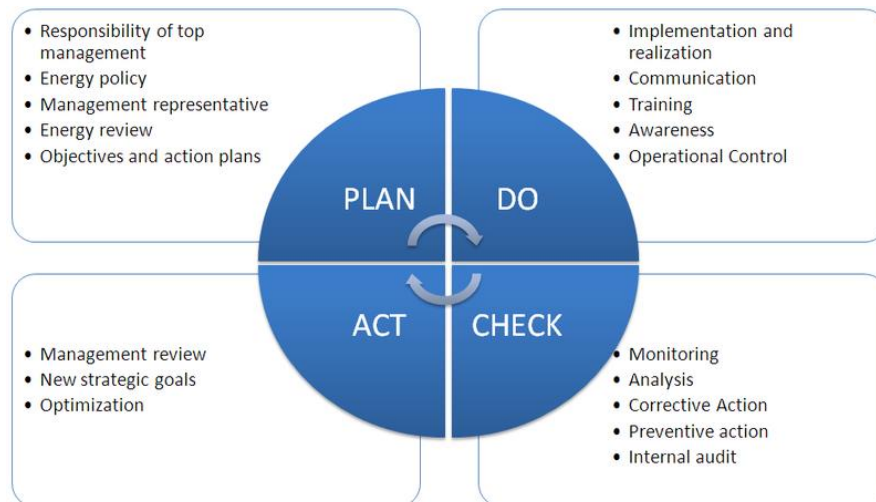 • Responsibility of top
management
• Energy policy
• Management representative
• Energy review
• Objectives and action plans
• Implementation and
realization
• Communication
• Training
• Awareness
• Operational Control
PLAN
DO
ACT
CHECK
• Management review
• New strategic goals
• Optimization
• Monitoring
• Analysis
• Corrective Action
• Preventive action
• Internal audit